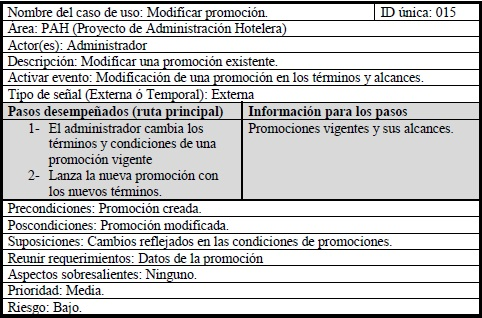 Nombre del caso de uso: Modificar promoción. ID única: 015
Area: PAH (Proyecto de Administración Hotelera)
Actor(es): Administrador
Descripción: Modificar una promoción existente.
Activar evento: Modificación de una promoción en los términos y alcances.
Tipo de señal (Externa ó Temporal): Externa
Pasos desempeñados (ruta principal) Información para los pasos
1- El administrador cambia los Promociones vigentes y sus alcances.
términos y condiciones de una
promoción vigente
2- Lanza la nueva promoción con
los nuevos términos.
Precondiciones: Promoción creada.
Poscondiciones: Promoción modificada.
Suposiciones: Cambios reflejados en las condiciones de promociones.
Reunir requerimientos: Datos de la promoción
Aspectos sobresalientes: Ninguno.
Prioridad: Media.
Riesgo: Bajo.